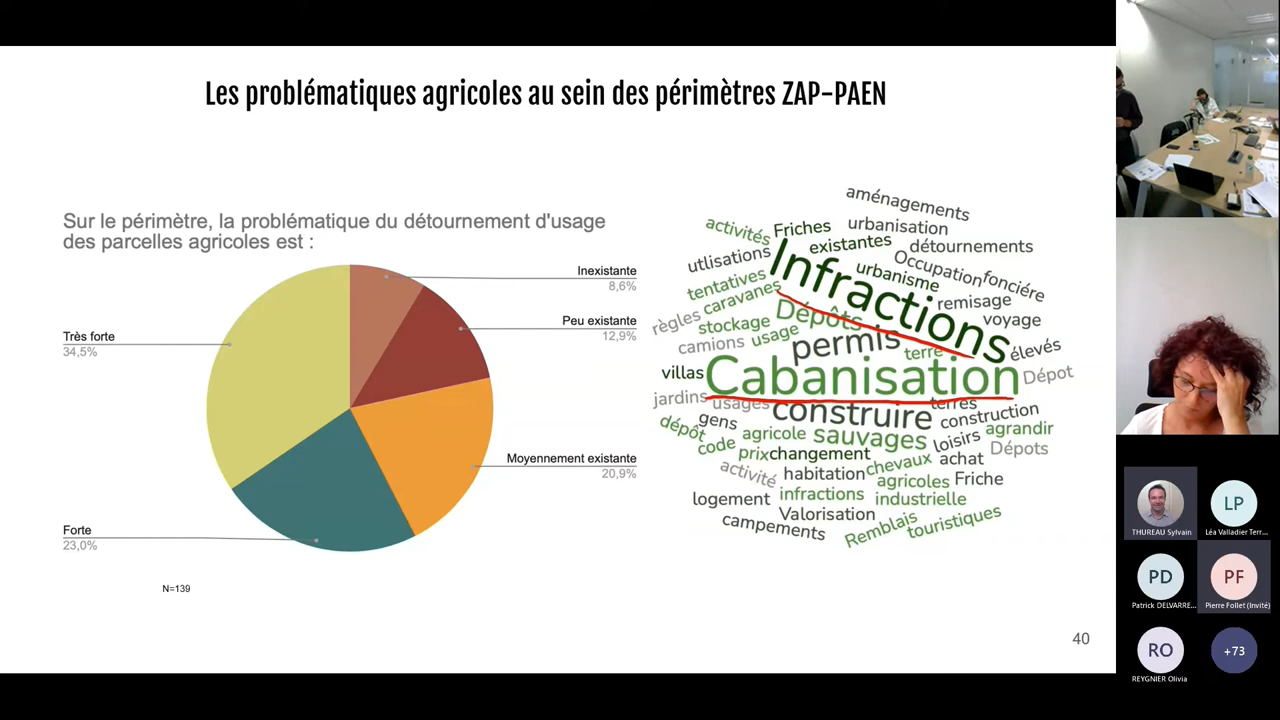 Les problématiques agricoles au sein des périmètres ZAP-PAEN
Sur le périmètre, la problématique du détournement d'usage
des parcelles agricoles est :
Inexistante
8,6%
Peu existante
12,9%
Très forte
34,5%
Moyennement existante
20,9%
Forte
23,0%
N=139
aménagements
activités
Friches
urbanisation
existantes
détournements
utlisations
Infractions
urbanisme
Occupation
fonciére
tentatives
caravanes
remisage
règles
stockage
Dépôts
voyage
camions
usage
permis
terre
élevés
villas
Cabanisation
Dépot
jardins
usages
construire
terres
construction
dépôt
gens
code
agricole
sauvages
loisirs
agrandir
prix
changement
achat
Dépôts
activité
habitation
chevaux
agricoles
Friche
logement
infractions
industrielle
Valorisation
campements
Remblais
touristiques
40
THUREAU Sylvain
LP
Léa Valladier Terr...
PD
Patrick DELVARRE...
PF
Pierre Follet (Invité)
RO
REYGNIER Olivia
+73